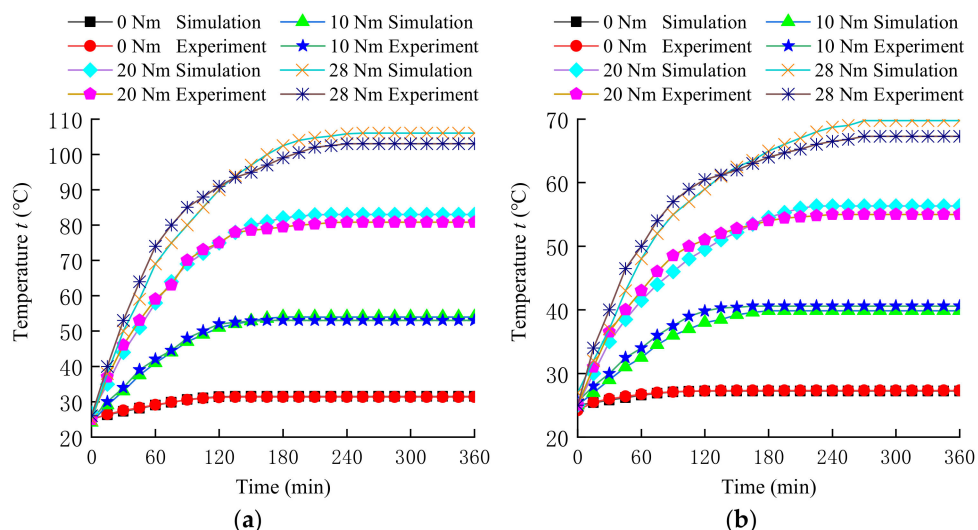 0 Nm Simulation
10 Nm Simulation
0 Nm Experiment
10 Nm Experiment
20 Nm Simulation
28 Nm Simulation
20 Nm Experiment
28 Nm Experiment
110
100
90
80
70
60
50
40
30
20
Temperature t (°C)
0 60 120 180 240 300 360
Time (min)
(a)
0 Nm Simulation
10 Nm Simulation
0 Nm Experiment
10 Nm Experiment
20 Nm Simulation
28 Nm Simulation
20 Nm Experiment
28 Nm Experiment
70
60
50
40
30
20
Temperature t (°C)
0 60 120 180 240 300 360
Time (min)
(b)